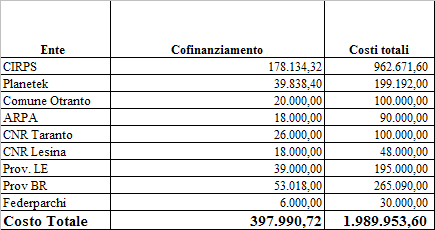 Ente Cofinanziamento Costi totali
CIRPS 178.134,32 962.671,60
Planetek 39.838,40 199.192,00
Comune Otranto 20.000,00 100.000,00
ARPA 18.000,00 90.000,00
CNR Taranto 26.000,00 100.000,00
CNR Lesina 18.000,00 48.000,00
Prov. LE 39.000,00 195.000,00
Prov BR 53.018,00 265.090,00
Federparchi 6.000,00 30.000,00
Costo Totale 397.990,72 1.989.953,60